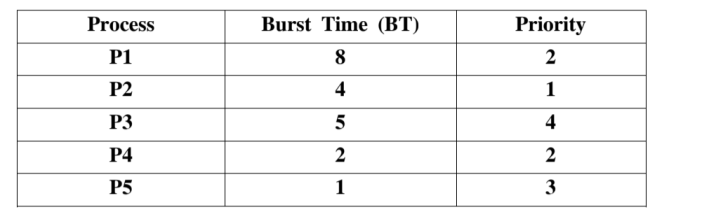 Process Burst Time (BT) Priority
P1 8 2
P2 4 1
P3 5 4
P4 2 2
P5 1 3